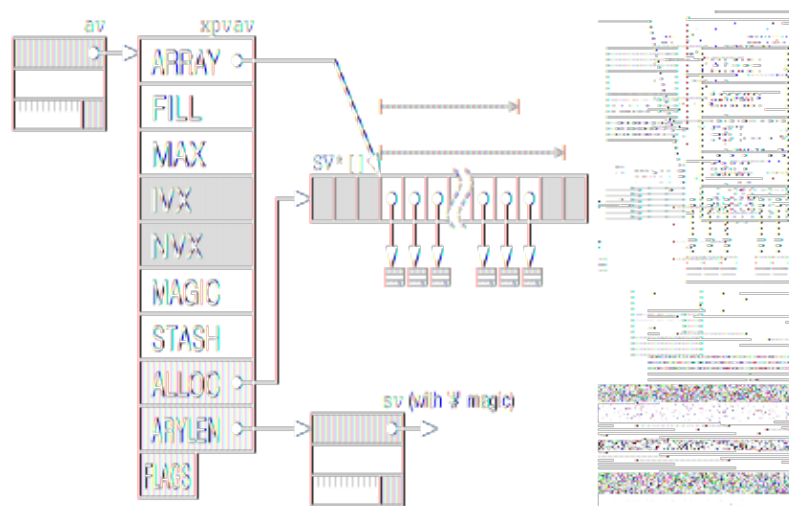 av
xpvav
ARRAY
FILL
MAX
IVX
NVX
MAGIC
STASH
ALLOC
ARYLEN
FLAGS
SV* []
sv (with '#' magic)